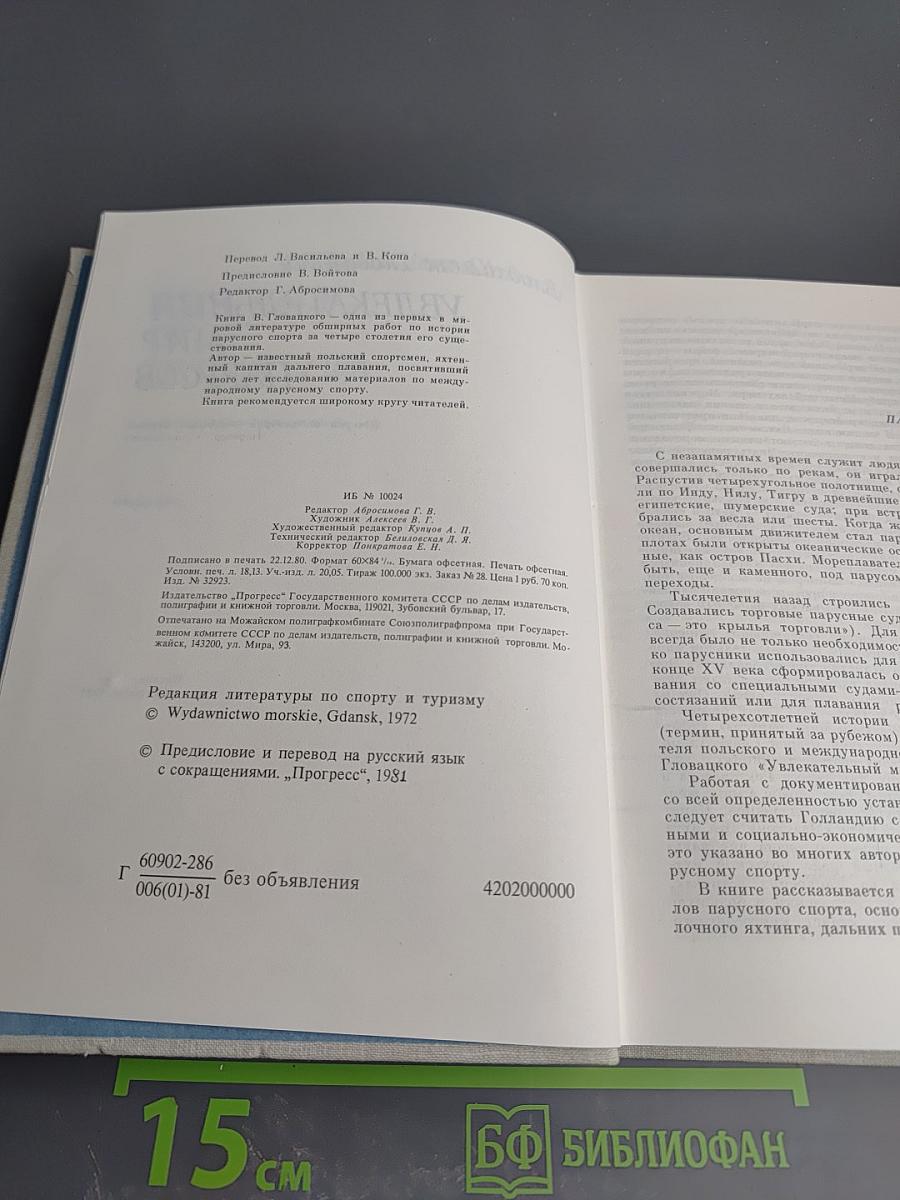 Перевод Л. Васильева и В. Кона
Предисловие В. Войтова
Редактор Г. Абросимова
Книга В. Гловацкого — одна из первых в ми-
ровой литературе обширных работ по истории
парусного спорта за четыре столетия его суще-
ствования.
Автор — известный польский спортсмен, яхтен-
ный капитан дальнего плавания, посвятивший
много лет исследованию материалов по между-
народному парусному спорту.
Книга рекомендуется широкому кругу читателей.
ИБ № 10024
Редактор Абросимова Г. В.
Художник Алексеев В. Г.
Художественный редактор Купцов А. П.
Технический редактор Белиловская Д. Я.
Корректор Понкратова Е. Н.
Подписано в печать 22.12.80. Формат 60×84 1/16. Бумага офсетная. Печать офсетная.
Условн. печ. л. 18,13. Уч.-изд. л. 20,05. Тираж 100.000 экз. Заказ № 28. Цена 1 руб. 70 коп.
Изд. № 32923.
Издательство „Прогресс“ Государственного комитета СССР по делам издательств,
полиграфии и книжной торговли. Москва, 119021, Зубовский бульвар, 17.
Отпечатано на Можайском полиграфкомбинате Союзполиграфпрома при Государст-
венном комитете СССР по делам издательств, полиграфии и книжной торговли. Мо-
жайск, 143200, ул. Мира, 93.
Редакция литературы по спорту и туризму
© Wydawnictwo morskie, Gdansk, 1972
© Предисловие и перевод на русский язык
с сокращениями. „Прогресс“, 1981
Г 60902-286
006(01)-81 без объявления 4202000000
ПА
С незапамятных времен служит людя
совершались только по рекам, он играл
Распустив четырехугольное полотнище, с
ли по Инду, Нилу, Тигру в древнейшие
египетские, шумерские суда; при встр
брались за весла или шесты. Когда ж
океан, основным движителем стал пар
плотах были открыты океанические ос
ные, как остров Пасхи. Мореплавател
быть, еще и каменного, под парусом
переходы.
Тысячелетия назад строились
Создавались торговые парусные суд
са — это крылья торговли»). Для
всегда было не только необходимост
ко парусники использовались для
конце XV века сформировалась о
вания со специальными судами-
состязаний или для плавания р
Четырехсотлетней истории
(термин, принятый за рубежом)
теля польского и международно
Гловацкого «Увлекательный м
Работая с документирован
со всей определенностью устан
следует считать Голландию с
ными и социально-экономиче
это указано во многих автор
русному спорту.
В книге рассказывается
лов парусного спорта, осно
лочного яхтинга, дальних п
15 см
БФ БИБЛИОФАН